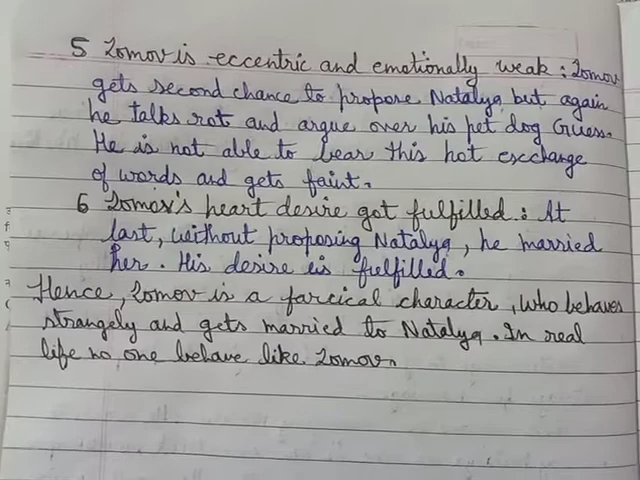 5 Lomov is eccentric and emotionally weak : Lomov
gets second chance to propose Natalya but again
he talks rot and argue over his pet dog Guess.
He is not able to bear this hot exchange
of words and gets faint.
6 Lomov's heart desire got fulfilled : At
last, without proposing Natalya, he married
her. His desire is fulfilled.
Hence, Lomov is a farcical character, who behaves
strangely and gets married to Natalya. In real
life no one behave like Lomov.